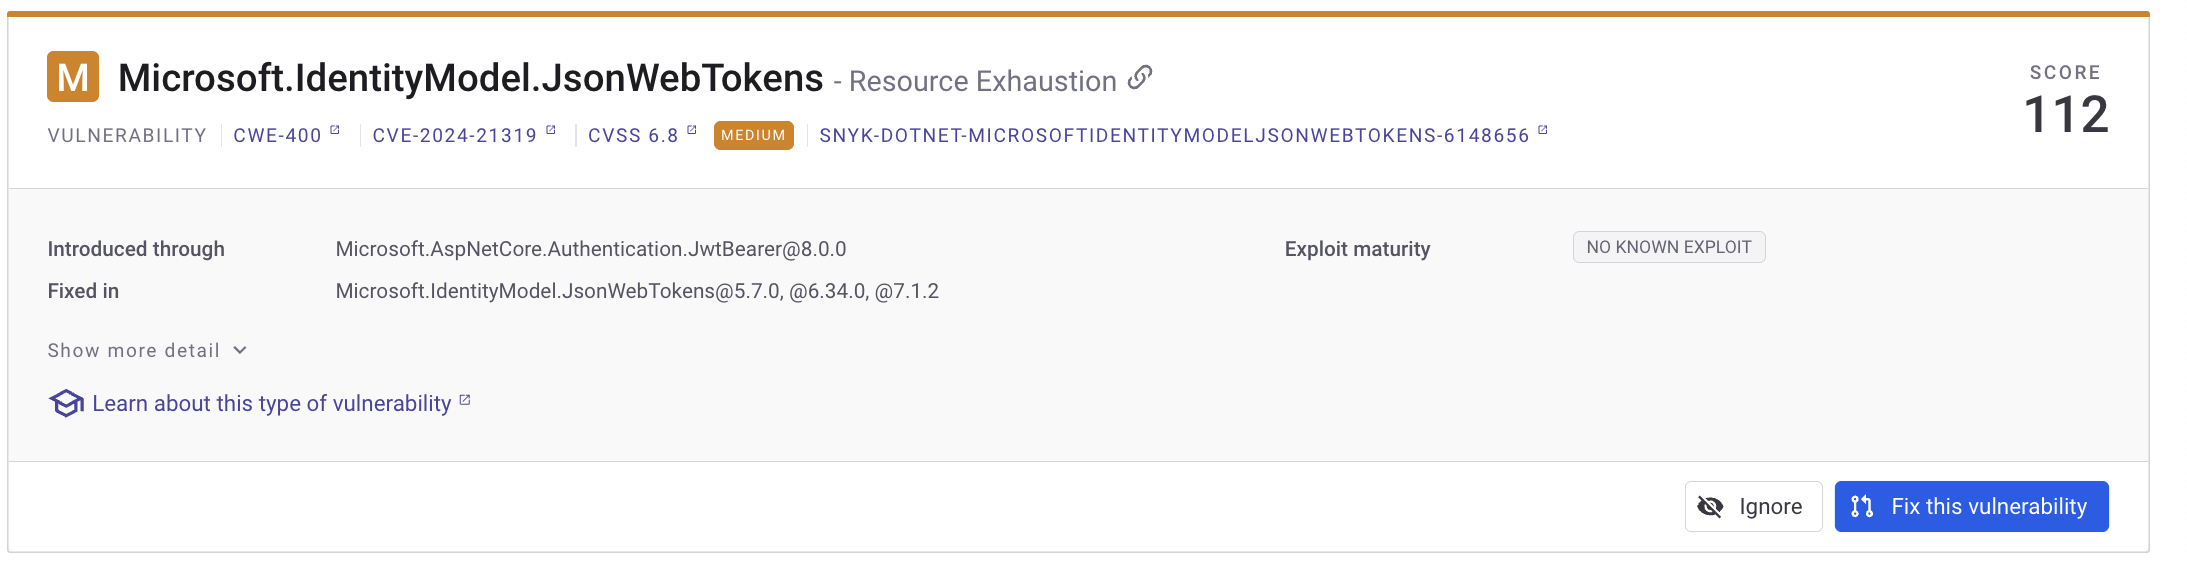 M Microsoft.IdentityModel.JsonWebTokens - Resource Exhaustion
SCORE
112
VULNERABILITY CWE-400 CVE-2024-21319 CVSS 6.8 MEDIUM SNYK-DOTNET-MICROSOFTIDENTITYMODELJSONWEBTOKENS-6148656
Introduced through Microsoft.AspNetCore.Authentication.JwtBearer@8.0.0 Exploit maturity NO KNOWN EXPLOIT
Fixed in Microsoft.IdentityModel.JsonWebTokens@5.7.0, @6.34.0, @7.1.2
Show more detail
Learn about this type of vulnerability
Ignore Fix this vulnerability